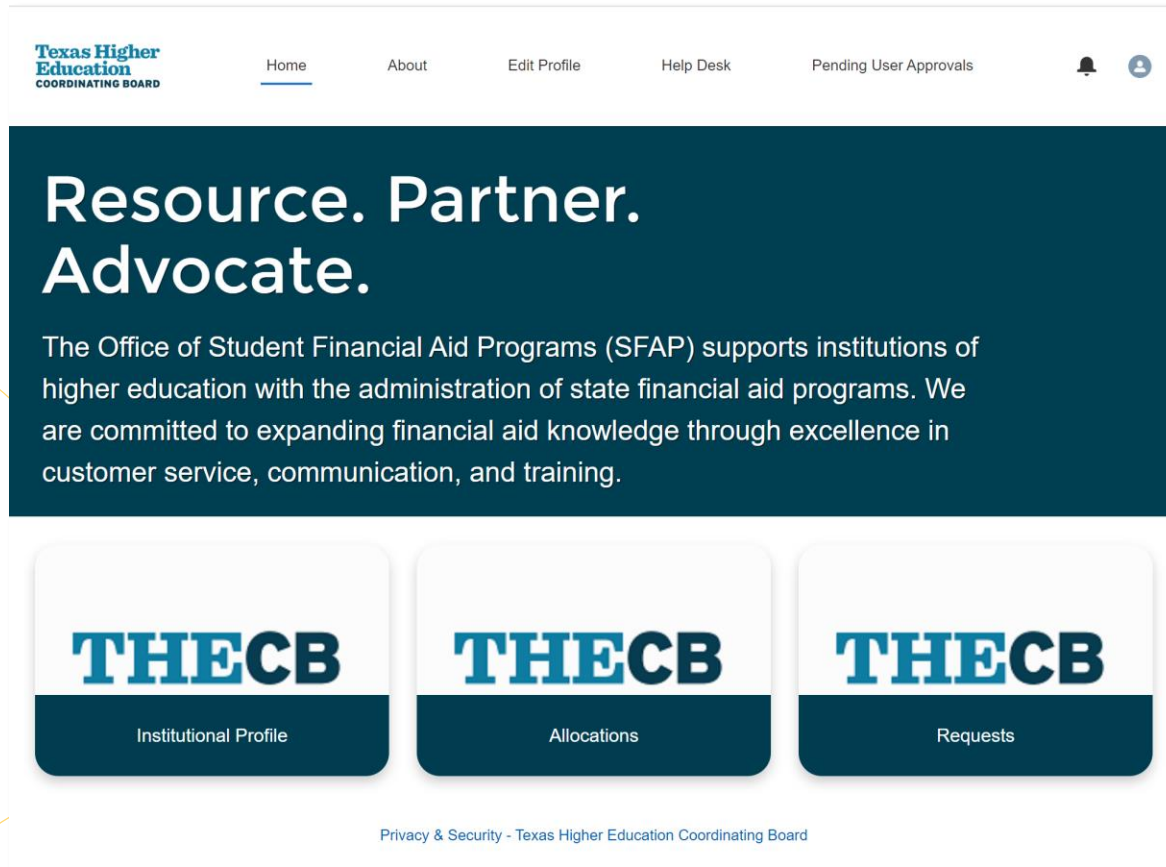 Texas Higher
Education
COORDINATING BOARD
Home
About
Edit Profile
Help Desk
Pending User Approvals
Resource. Partner.
Advocate.
The Office of Student Financial Aid Programs (SFAP) supports institutions of
higher education with the administration of state financial aid programs. We
are committed to expanding financial aid knowledge through excellence in
customer service, communication, and training.
THECB
Institutional Profile
THECB
Allocations
THECB
Requests
Privacy & Security - Texas Higher Education Coordinating Board